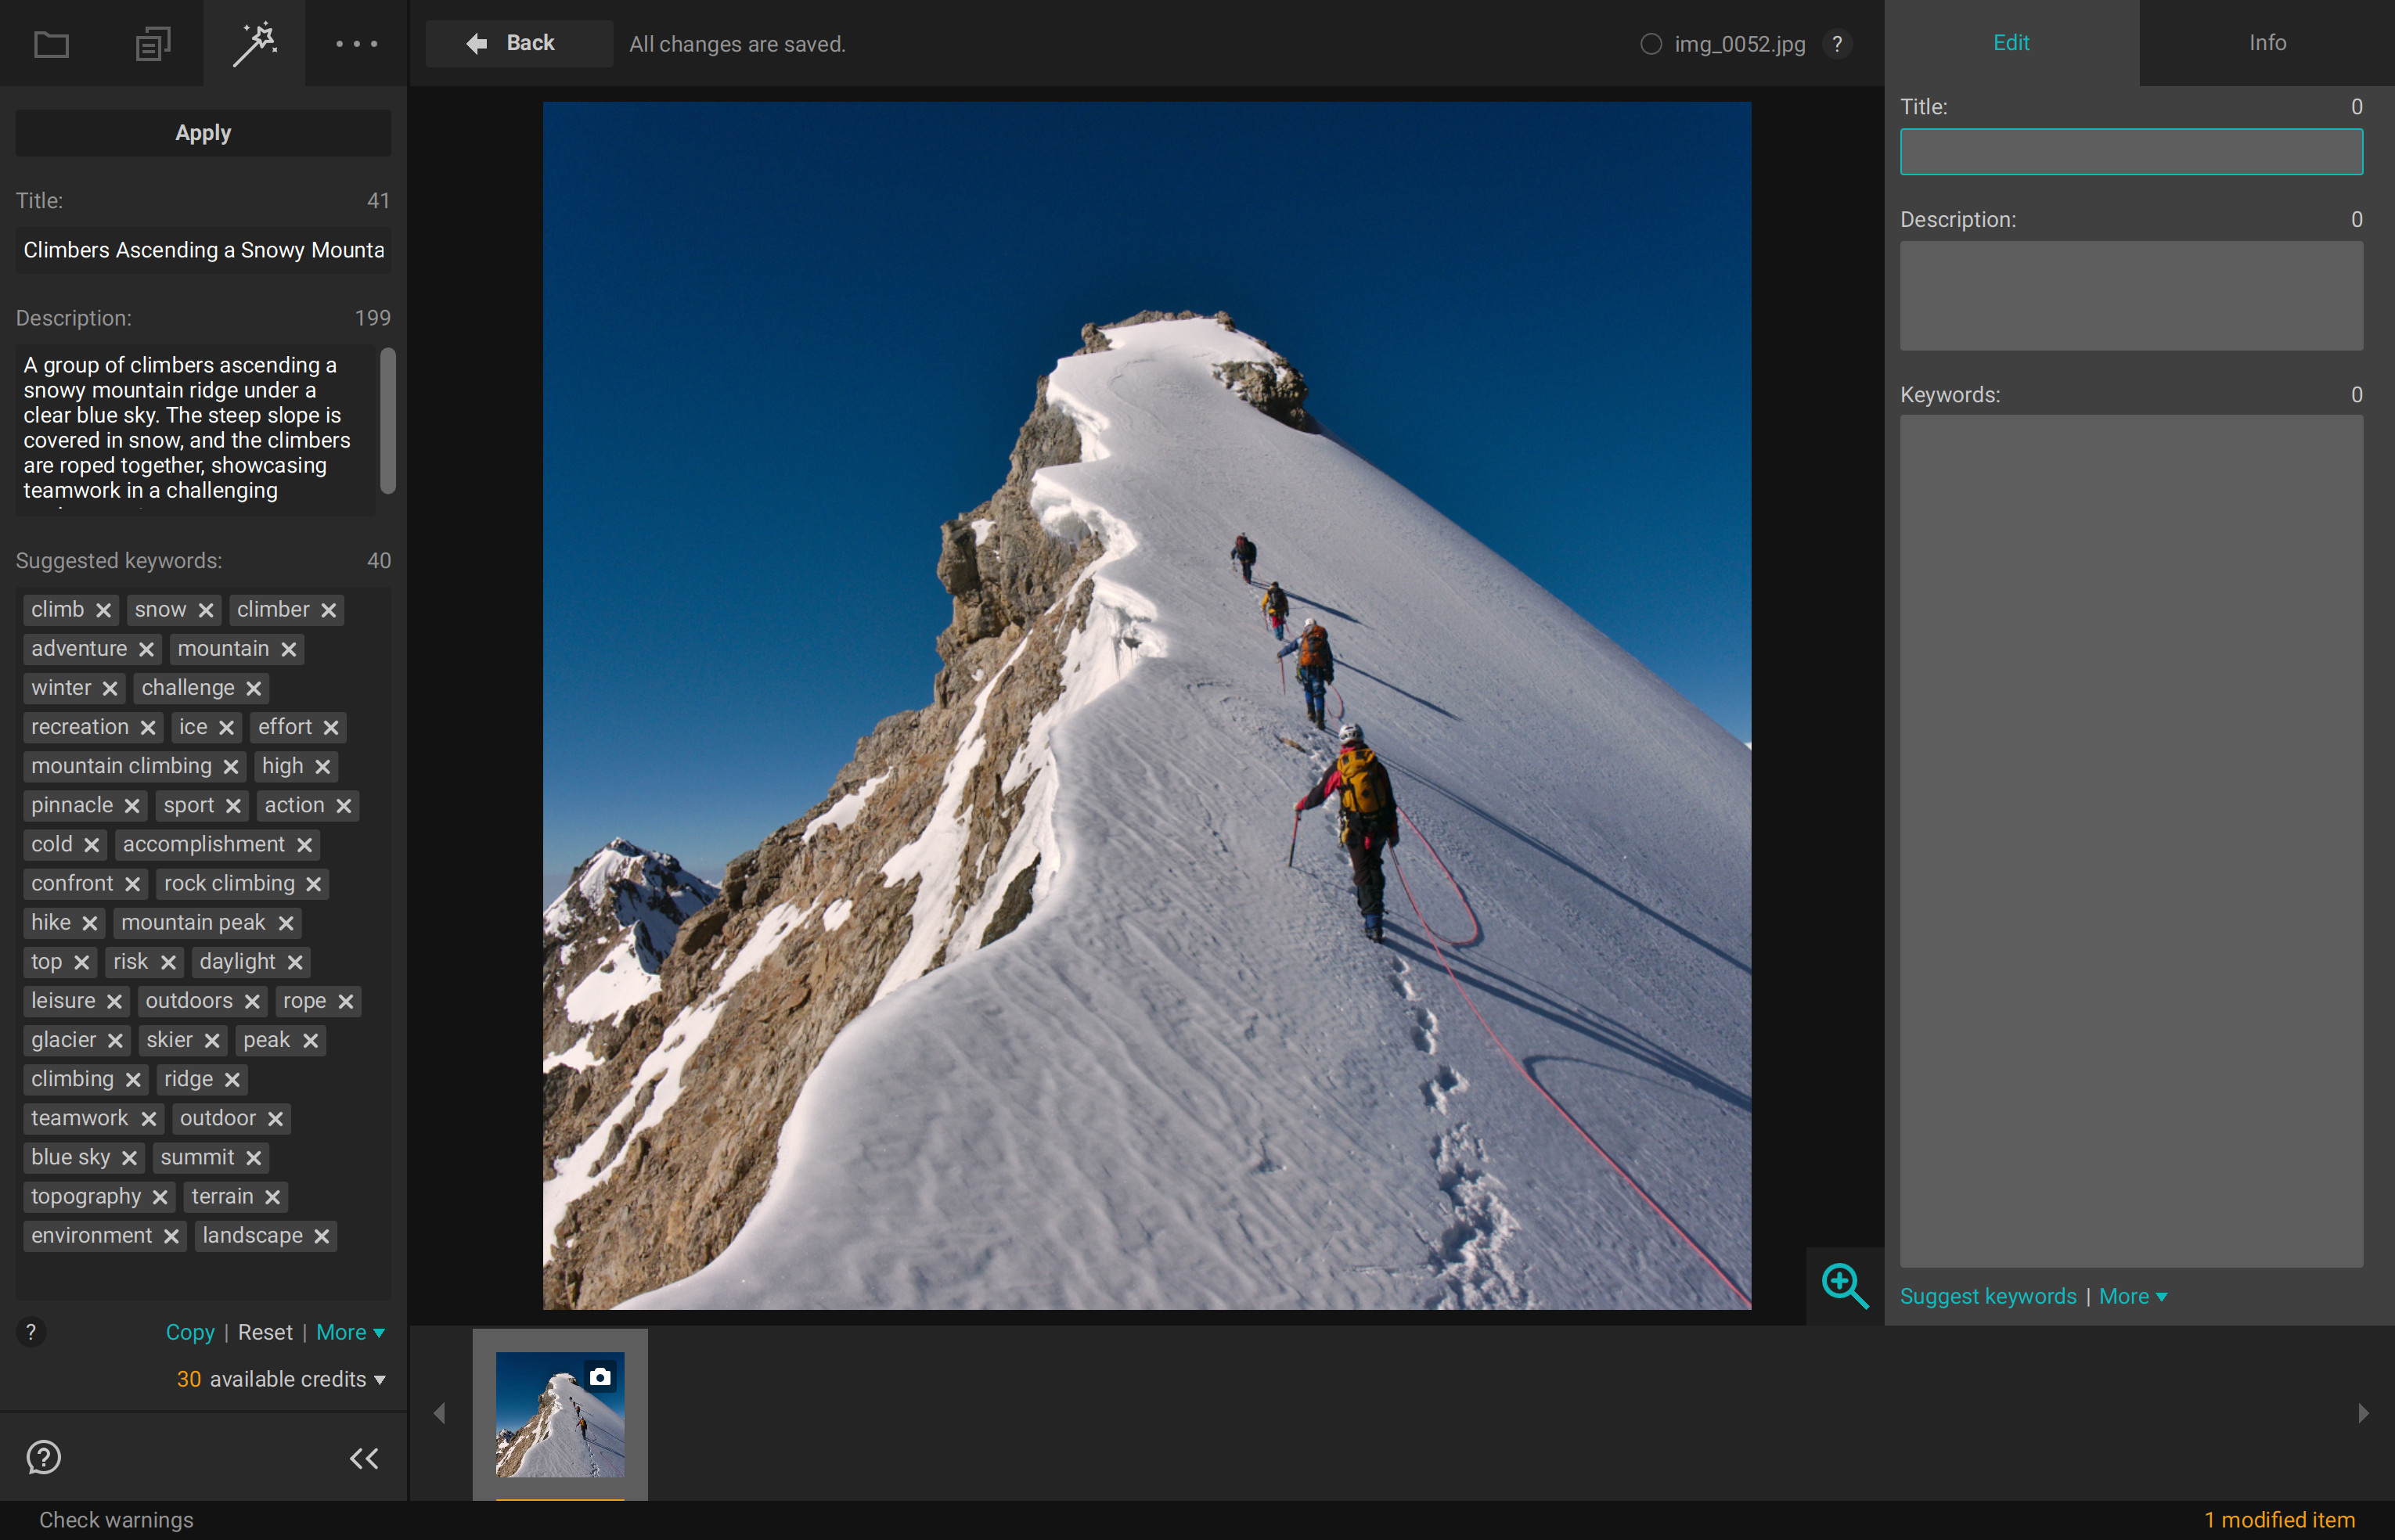 Back
All changes are saved.
img_0052.jpg
?
Edit
Info
Apply
Title:
41
Climbers Ascending a Snowy Mounta
Description:
199
A group of climbers ascending a
snowy mountain ridge under a
clear blue sky. The steep slope is
covered in snow, and the climbers
are roped together, showcasing
teamwork in a challenging
Suggested keywords:
40
climb snow climber
adventure mountain
winter challenge
recreation ice effort
mountain climbing high
pinnacle sport action
cold accomplishment
confront rock climbing
hike mountain peak
top risk daylight
leisure outdoors rope
glacier skier peak
climbing ridge
teamwork outdoor
blue sky summit
topography terrain
environment landscape
?
Copy | Reset | More
30 available credits
?
Title:
0
Description:
0
Keywords:
0
Suggest keywords | More
Check warnings
1 modified item